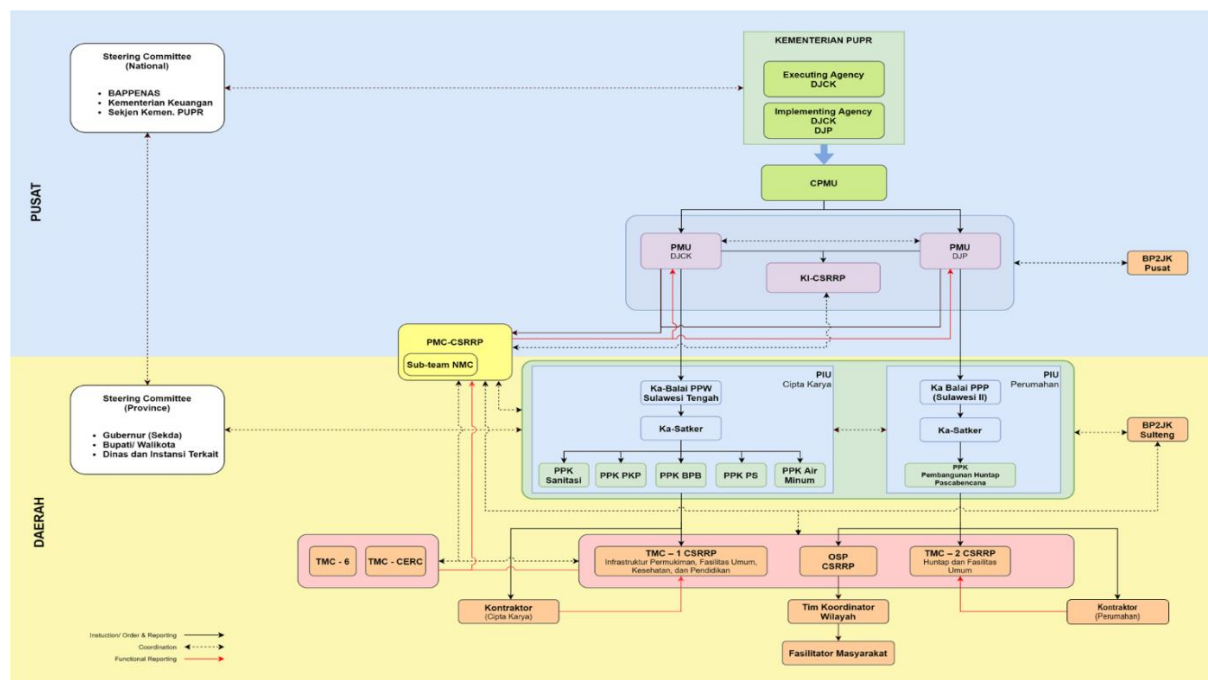 Steering Committee
(National)
• BAPPENAS
• Kementerian Keuangan
• Sekjen Kemen. PUPR
KEMENTERIAN PUPR
Executing Agency
DJCK
Implementing Agency
DJCK
DJP
CPMU
PUSAT
PMU
DJCK
PMU
DJP
KI-CSRRP
BP2JK
Pusat
PMC-CSRRP
Sub-team NMC
Steering Committee
(Province)
• Gubernur (Sekda)
• Bupati/ Walikota
• Dinas dan Instansi Terkait
PIU
Cipta Karya
Ka-Balai PPW
Sulawesi Tengah
Ka-Satker
PPK
Sanitasi
PPK PKP
PPK BPB
PPK PS
PPK Air
Minum
PIU
Perumahan
Ka Balai PPP
(Sulawesi II)
Ka-Satker
PPK
Pembangunan Huntap
Pascabencana
BP2JK
Sulteng
DAERAH
TMC - 6
TMC - CERC
TMC – 1 CSRRP
Infrastruktur Permukiman, Fasilitas Umum,
Kesehatan, dan Pendidikan
OSP
CSRRP
TMC – 2 CSRRP
Huntap dan Fasilitas
Umum
Kontraktor
(Cipta Karya)
Tim Koordinator
Wilayah
Kontraktor
(Perumahan)
Fasilitator Masyarakat
Instuction/ Order & Reporting
Coordination
Functional Reporting